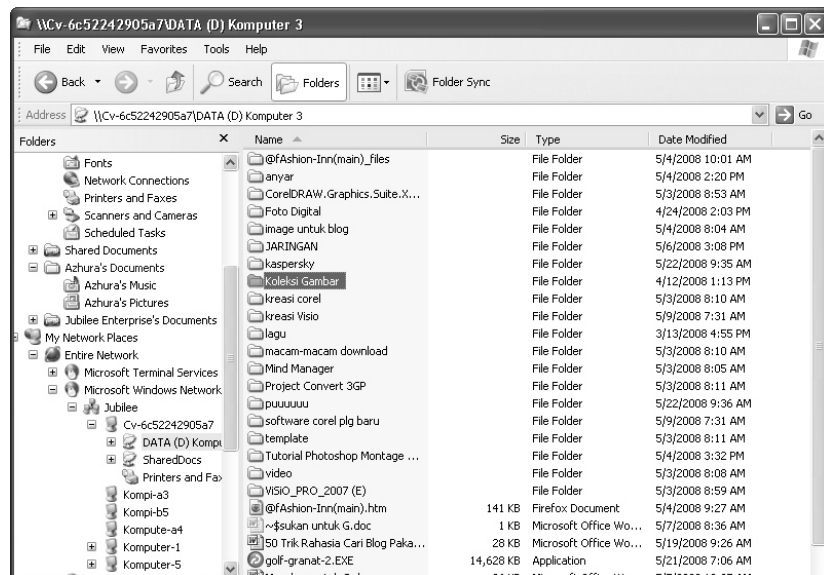 \\Cv-6c52242905a7\DATA (D) Komputer 3
File Edit View Favorites Tools Help
Back Search Folders Folder Sync
Address \\Cv-6c52242905a7\DATA (D) Komputer 3 Go
Folders
Fonts
Network Connections
Printers and Faxes
Scanners and Cameras
Scheduled Tasks
Shared Documents
Azhura's Documents
Azhura's Music
Azhura's Pictures
Jubilee Enterprise's Documents
My Network Places
Entire Network
Microsoft Terminal Services
Microsoft Windows Network
Jubilee
Cv-6c52242905a7
DATA (D) Kompu
SharedDocs
Printers and Fax
Kompi-a3
Kompi-b5
Kompute-a4
Komputer-1
Komputer-5
Name Size Type Date Modified
@fAshion-Inn(main)_files File Folder 5/4/2008 10:01 AM
anyar File Folder 5/4/2008 2:20 PM
CorelDRAW.Graphics.Suite.X... File Folder 5/3/2008 8:53 AM
Foto Digital File Folder 4/24/2008 2:03 PM
image untuk blog File Folder 5/4/2008 8:04 AM
JARINGAN File Folder 5/6/2008 3:08 PM
kaspersky File Folder 5/22/2008 9:35 AM
Koleksi Gambar File Folder 4/12/2008 1:13 PM
kreasi corel File Folder 5/3/2008 8:10 AM
kreasi Visio File Folder 5/9/2008 7:31 AM
lagu File Folder 3/13/2008 4:55 PM
macam-macam download File Folder 5/3/2008 8:10 AM
Mind Manager File Folder 5/3/2008 8:05 AM
Project Convert 3GP File Folder 5/3/2008 8:11 AM
puuuuuu File Folder 5/22/2008 9:36 AM
software corel plg baru File Folder 5/9/2008 7:31 AM
template File Folder 5/3/2008 8:11 AM
Tutorial Photoshop Montage ... File Folder 5/4/2008 3:32 PM
video File Folder 5/3/2008 8:08 AM
ViSiO_PRO_2007 (E) File Folder 5/3/2008 8:59 AM
@fAshion-Inn(main).htm 141 KB Firefox Document 5/4/2008 9:27 AM
~$sukan untuk G.doc 1 KB Microsoft Office Wo... 5/7/2008 8:36 AM
50 Trik Rahasia Cari Blog Paka... 28 KB Microsoft Office Wo... 5/19/2008 9:26 AM
golf-granat-2.EXE 14,628 KB Application 5/21/2008 7:06 AM